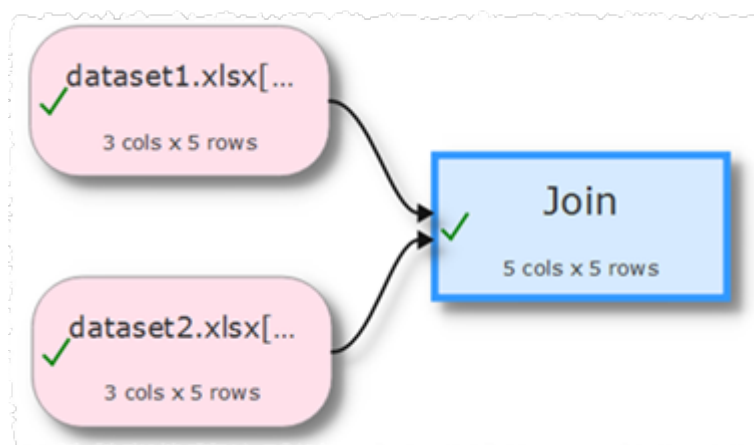 dataset1.xlsx[...
3 cols x 5 rows
Join
5 cols x 5 rows
dataset2.xlsx[...
3 cols x 5 rows